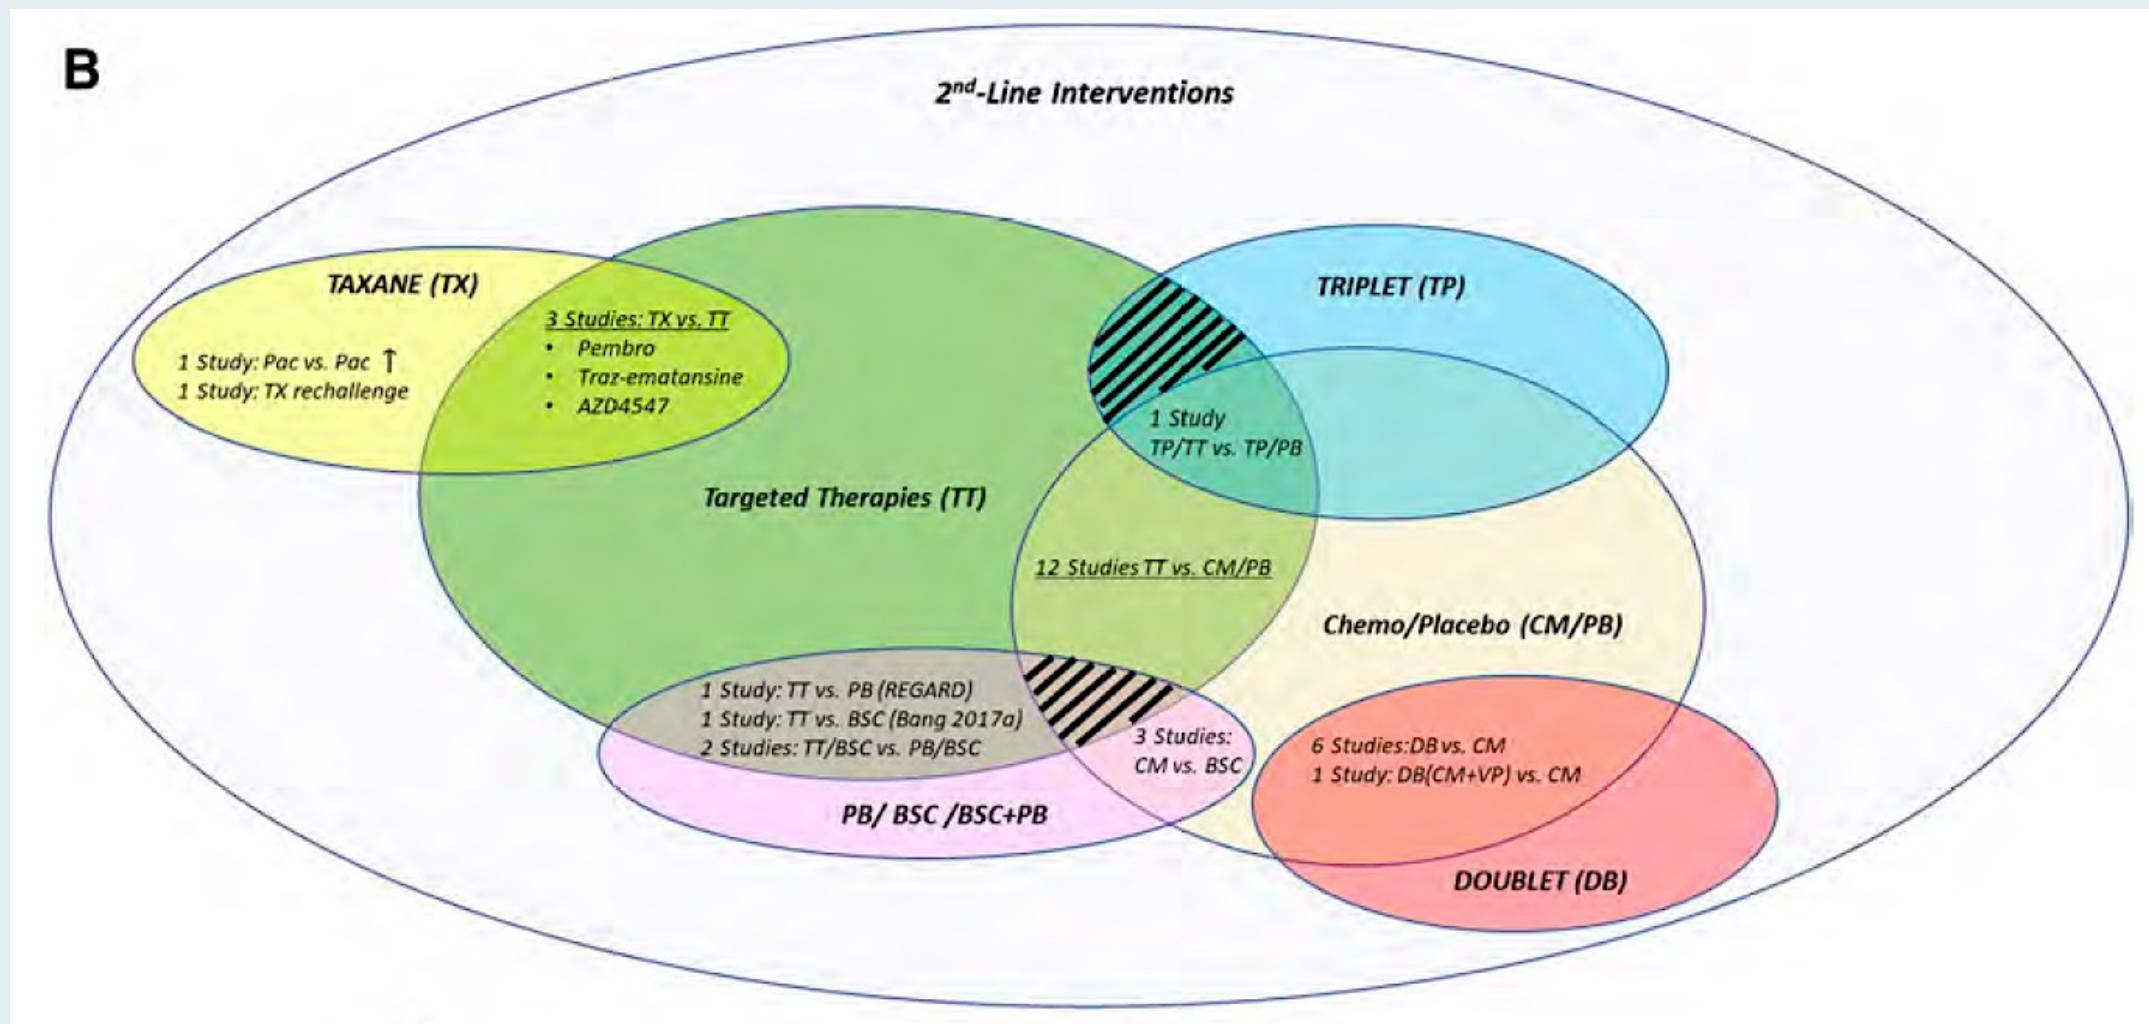 B
2nd-Line Interventions
TAXANE (TX)
1 Study: Pac vs. Pac ↑
1 Study: TX rechallenge
3 Studies: TX vs. TT
• Pembro
• Traz-ematansine
• AZD4547
TRIPLET (TP)
1 Study
TP/TT vs. TP/PB
Targeted Therapies (TT)
12 Studies TT vs. CM/PB
Chemo/Placebo (CM/PB)
1 Study: TT vs. PB (REGARD)
1 Study: TT vs. BSC (Bang 2017a)
2 Studies: TT/BSC vs. PB/BSC
3 Studies:
CM vs. BSC
PB/ BSC /BSC+PB
6 Studies:DB vs. CM
1 Study: DB(CM+VP) vs. CM
DOUBLET (DB)